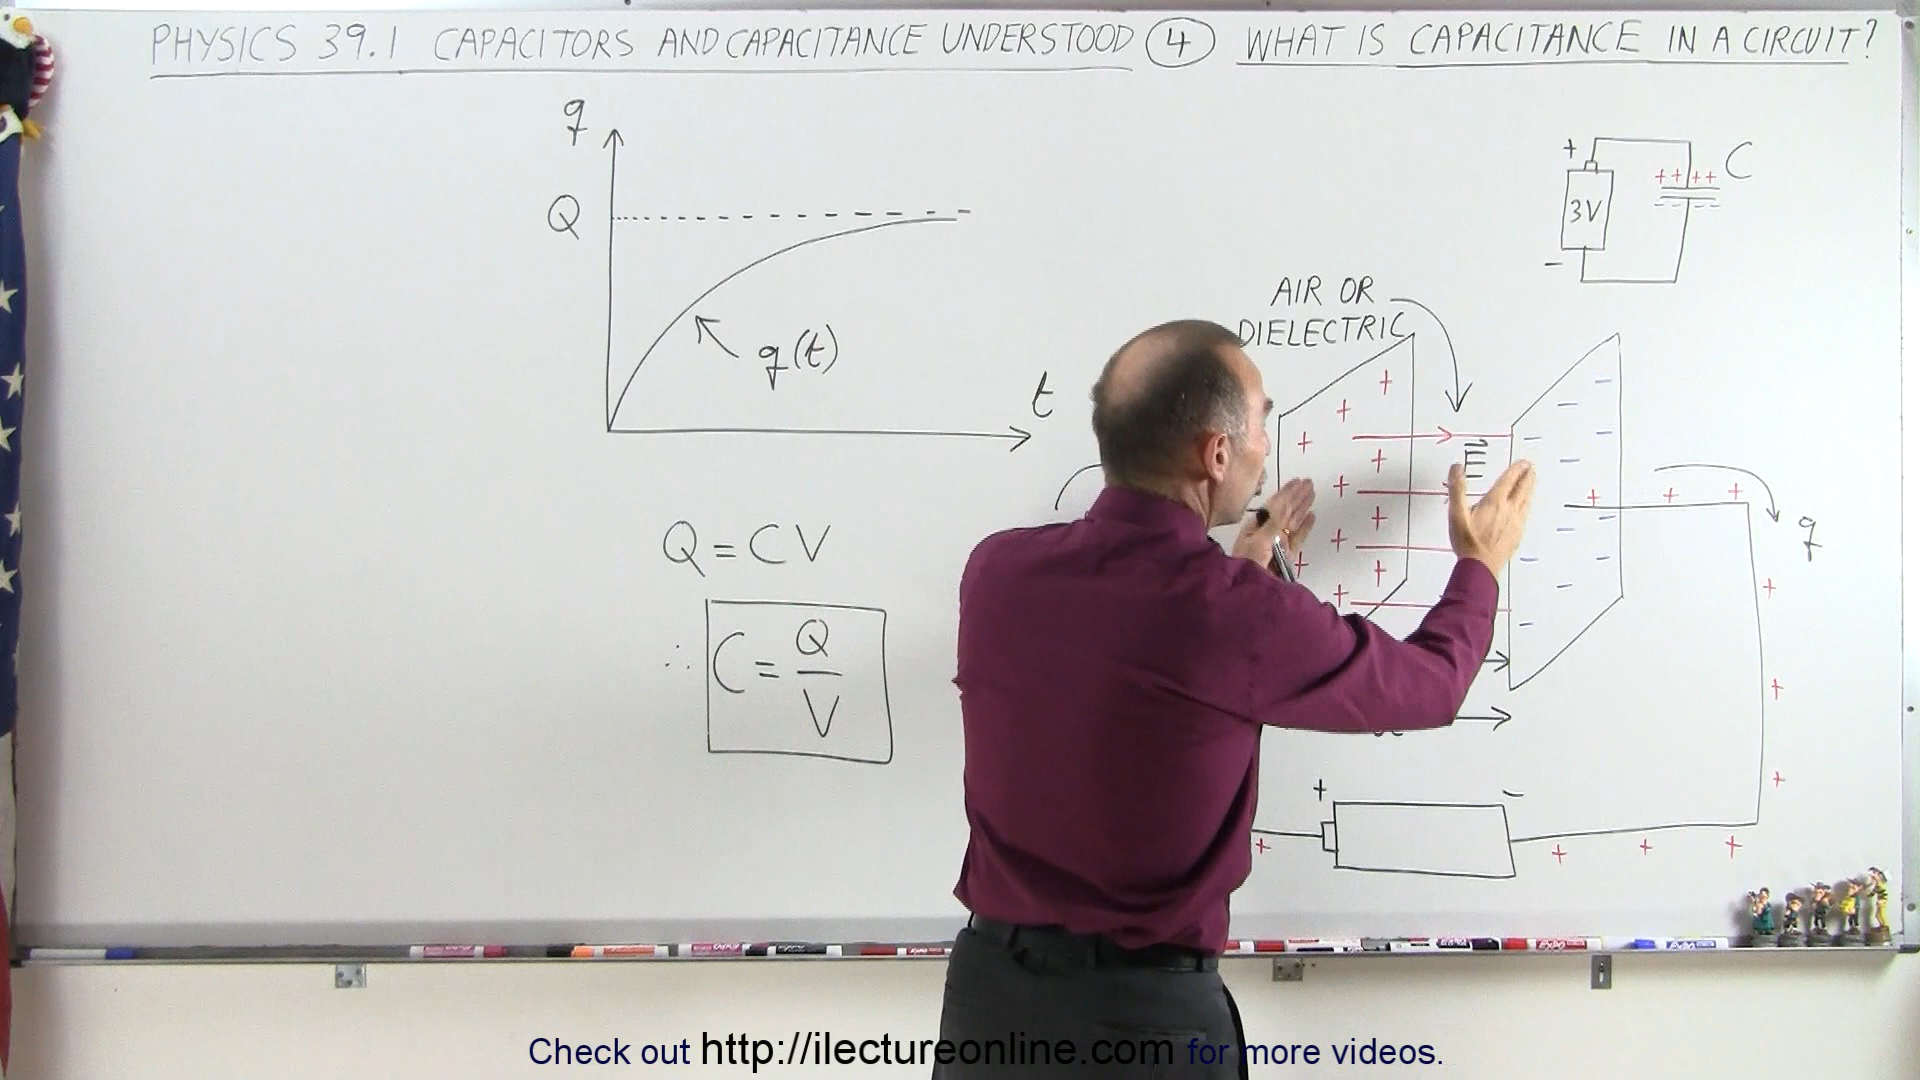 PHYSICS 39.1 CAPACITORS AND CAPACITANCE UNDERSTOOD 4 WHAT IS CAPACITANCE IN A CIRCUIT?
q
Q
q(t)
t
Q = CV
∴ C = Q
V
+ ++ ++ C
3V
- - - - -
AIR OR
DIELECTRIC
E
q
+ -
Check out http://ilectureonline.com for more videos.